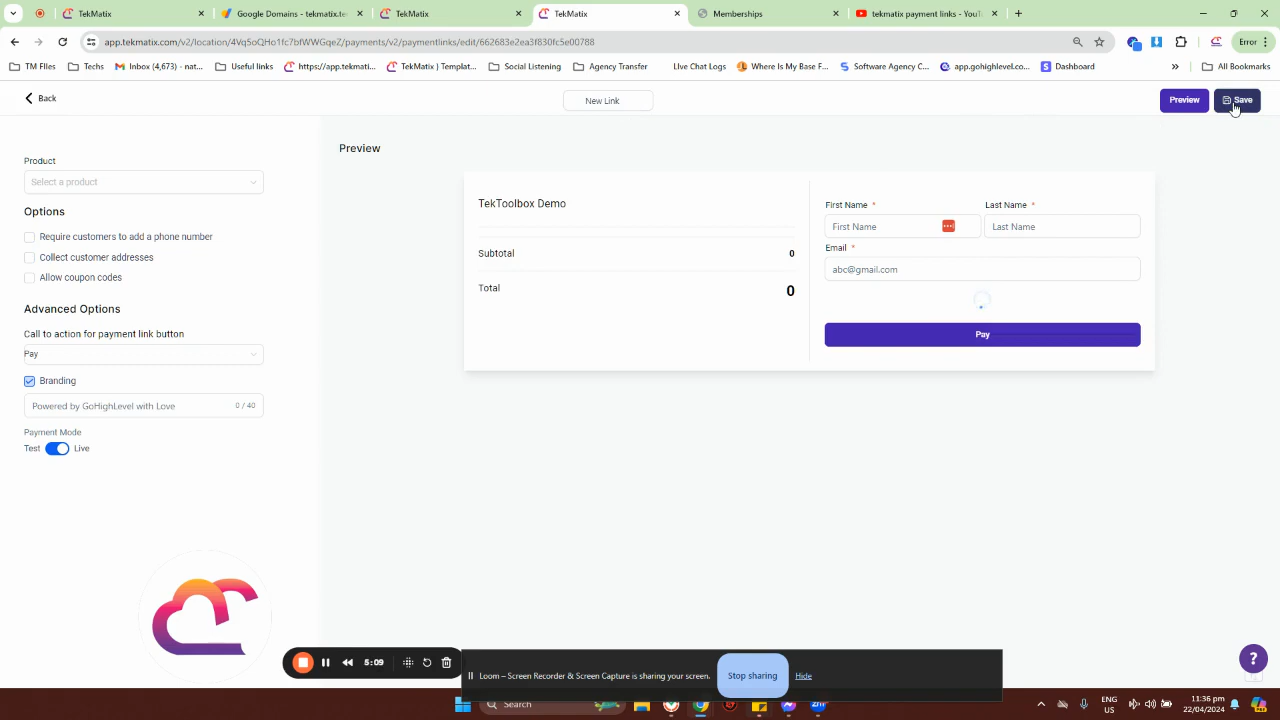 TekMatix
Google Domains - tekmatix.te
TekMatix
TekMatix
Memberships
tekmatix payment links - You
app.tekmatix.com/v2/location/4Vq5oQHo1fc7bfWWGqeZ/payments/v2/paymentlinks/edit/662683e2ea3f830fc5e00788
Error
TM FIles
Techs
Inbox (4,673) - nat...
Useful links
https://app.tekmati...
TekMatix ) Templat...
Social Listening
Agency Transfer
Live Chat Logs
Where Is My Base F...
Software Agency C...
app.gohighlevel.co...
Dashboard
»
All Bookmarks
Back
New Link
Preview
Save
Product
Select a product
Options
Require customers to add a phone number
Collect customer addresses
Allow coupon codes
Advanced Options
Call to action for payment link button
Pay
Branding
Powered by GoHighLevel with Love
0 / 40
Payment Mode
Test
Live
Preview
TekToolbox Demo
Subtotal
0
Total
0
First Name *
Last Name *
First Name
Last Name
Email *
abc@gmail.com
Pay
5:09
Loom – Screen Recorder & Screen Capture is sharing your screen.
Stop sharing
Hide
?
Search
zm
ENG
US
11:36 pm
22/04/2024